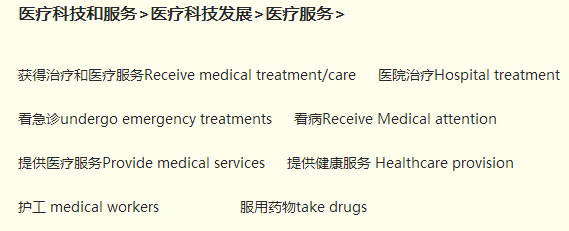 医疗科技和服务>医疗科技发展>医疗服务>
获得治疗和医疗服务Receive medical treatment/care 医院治疗Hospital treatment
看急诊undergo emergency treatments 看病Receive Medical attention
提供医疗服务Provide medical services 提供健康服务 Healthcare provision
护工 medical workers 服用药物take drugs